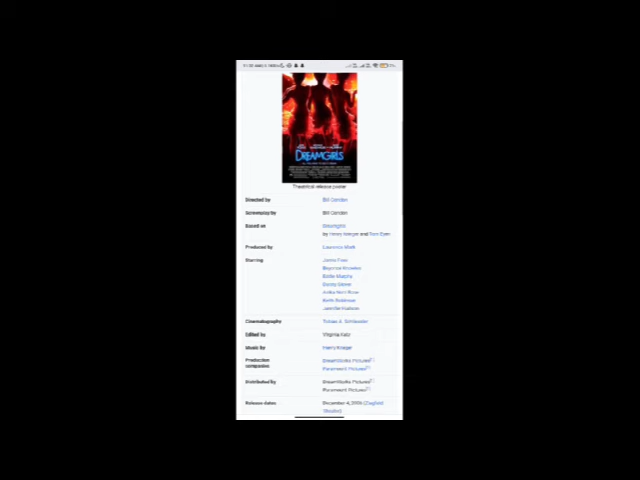 DREAMGIRLS
Theatrical release poster
Directed by Bill Condon
Screenplay by Bill Condon
Based on Dreamgirls
by Henry Krieger and Tom Eyen
Produced by Laurence Mark
Starring Jamie Foxx
Beyoncé Knowles
Eddie Murphy
Danny Glover
Anika Noni Rose
Keith Robinson
Jennifer Hudson
Cinematography Tobias A. Schliessler
Edited by Virginia Katz
Music by Henry Krieger
Production DreamWorks Pictures
companies Paramount Pictures
Distributed by DreamWorks Pictures
Paramount Pictures
Release dates December 4, 2006 (Ziegfeld
Theatre)